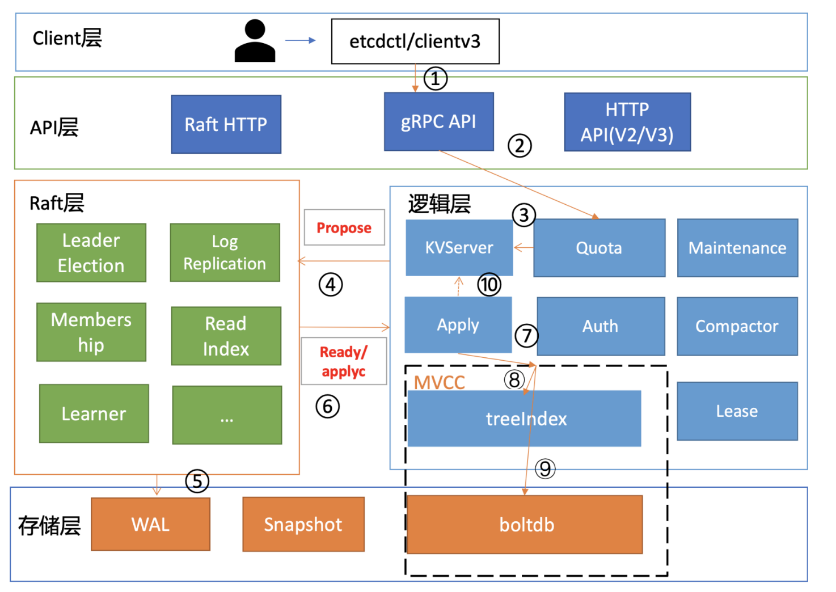 Client层
etcdctl/clientv3
①
API层
Raft HTTP
gRPC API
HTTP
API(V2/V3)
②
Raft层
逻辑层
Leader
Election
Log
Replication
Propose
③
KVServer
Quota
Maintenance
④
⑩
Members
hip
Read
Index
Ready/
applyc
Apply
⑦
Auth
Compactor
⑥
MVCC
⑧
Learner
...
treeIndex
Lease
⑤
⑨
存储层
WAL
Snapshot
boltdb